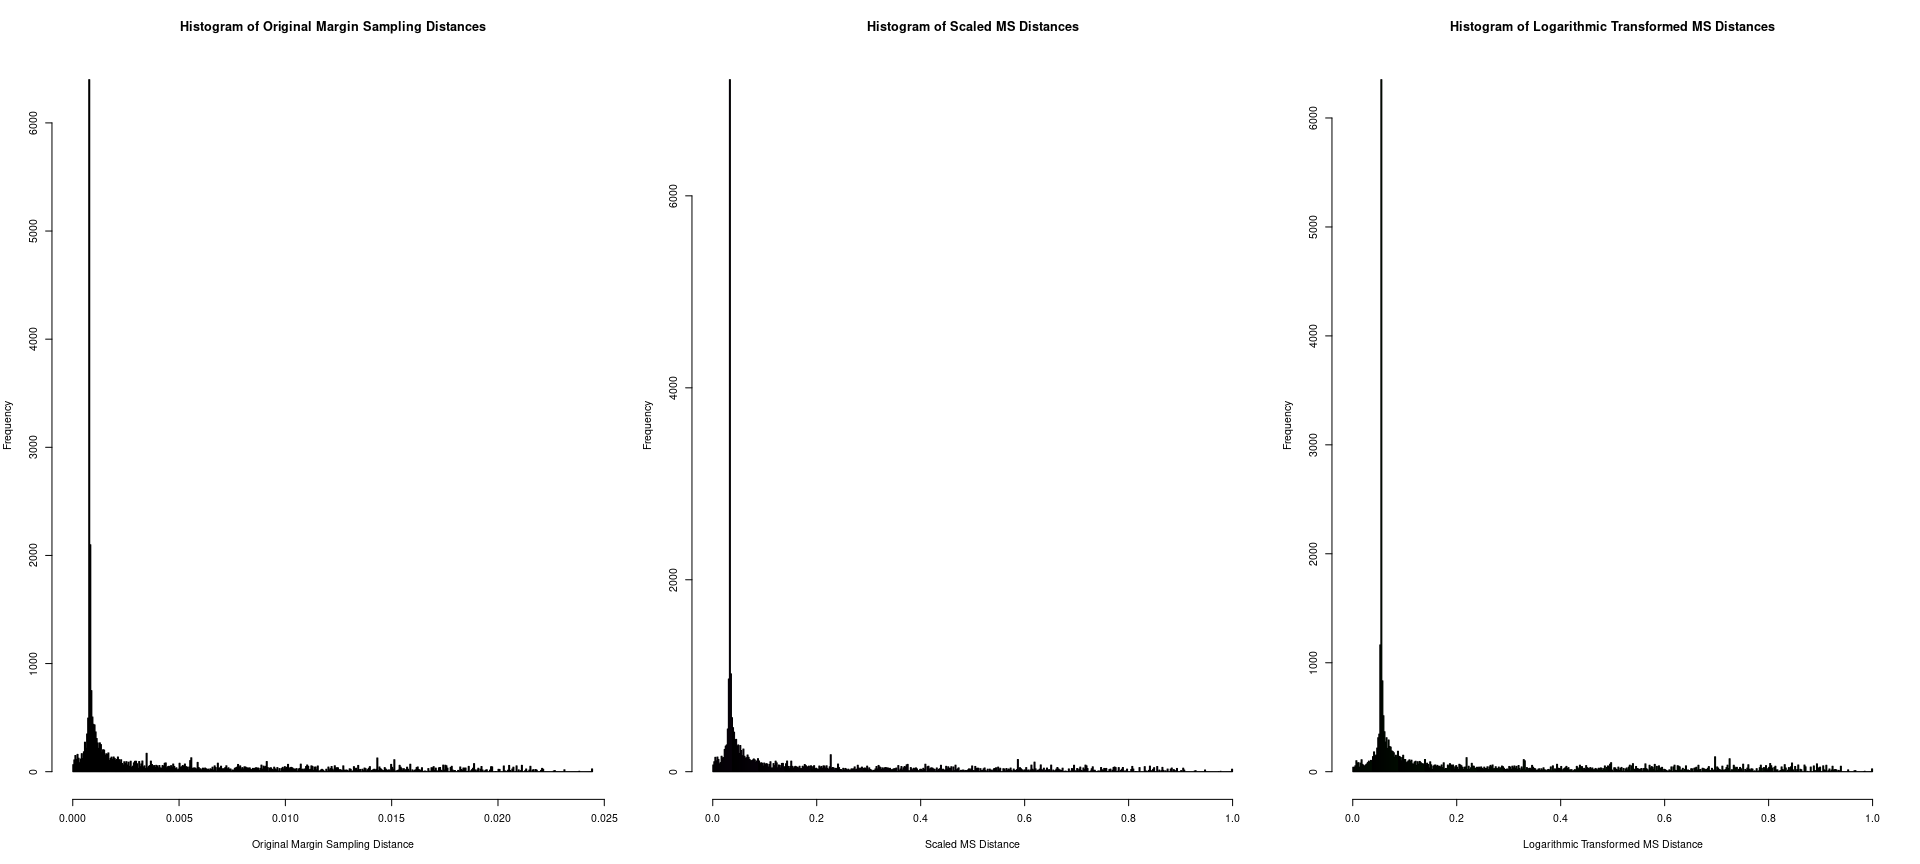 Histogram of Original Margin Sampling Distances
Frequency
6000
5000
4000
3000
2000
1000
0
0.000 0.005 0.010 0.015 0.020 0.025
Original Margin Sampling Distance
Histogram of Scaled MS Distances
Frequency
6000
4000
2000
0
0.0 0.2 0.4 0.6 0.8 1.0
Scaled MS Distance
Histogram of Logarithmic Transformed MS Distances
Frequency
6000
5000
4000
3000
2000
1000
0
0.0 0.2 0.4 0.6 0.8 1.0
Logarithmic Transformed MS Distance